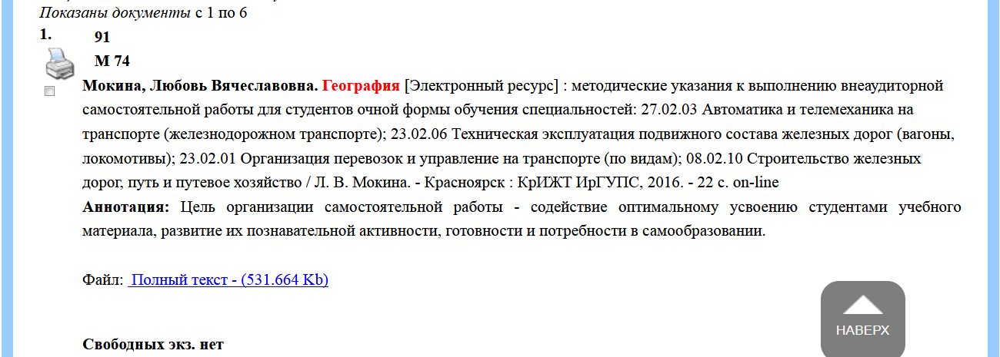 Показаны документы с 1 по 6
1.
91
М 74
Мокина, Любовь Вячеславовна. География [Электронный ресурс] : методические указания к выполнению внеаудиторной
самостоятельной работы для студентов очной формы обучения специальностей: 27.02.03 Автоматика и телемеханика на
транспорте (железнодорожном транспорте); 23.02.06 Техническая эксплуатация подвижного состава железных дорог (вагоны,
локомотивы); 23.02.01 Организация перевозок и управление на транспорте (по видам); 08.02.10 Строительство железных
дорог, путь и путевое хозяйство / Л. В. Мокина. - Красноярск : КрИЖТ ИрГУПС, 2016. - 22 с. on-line
Аннотация: Цель организации самостоятельной работы - содействие оптимальному усвоению студентами учебного
материала, развитие их познавательной активности, готовности и потребности в самообразовании.
Файл: Полный текст - (531.664 Kb)
НАВЕРХ
Свободных экз. нет